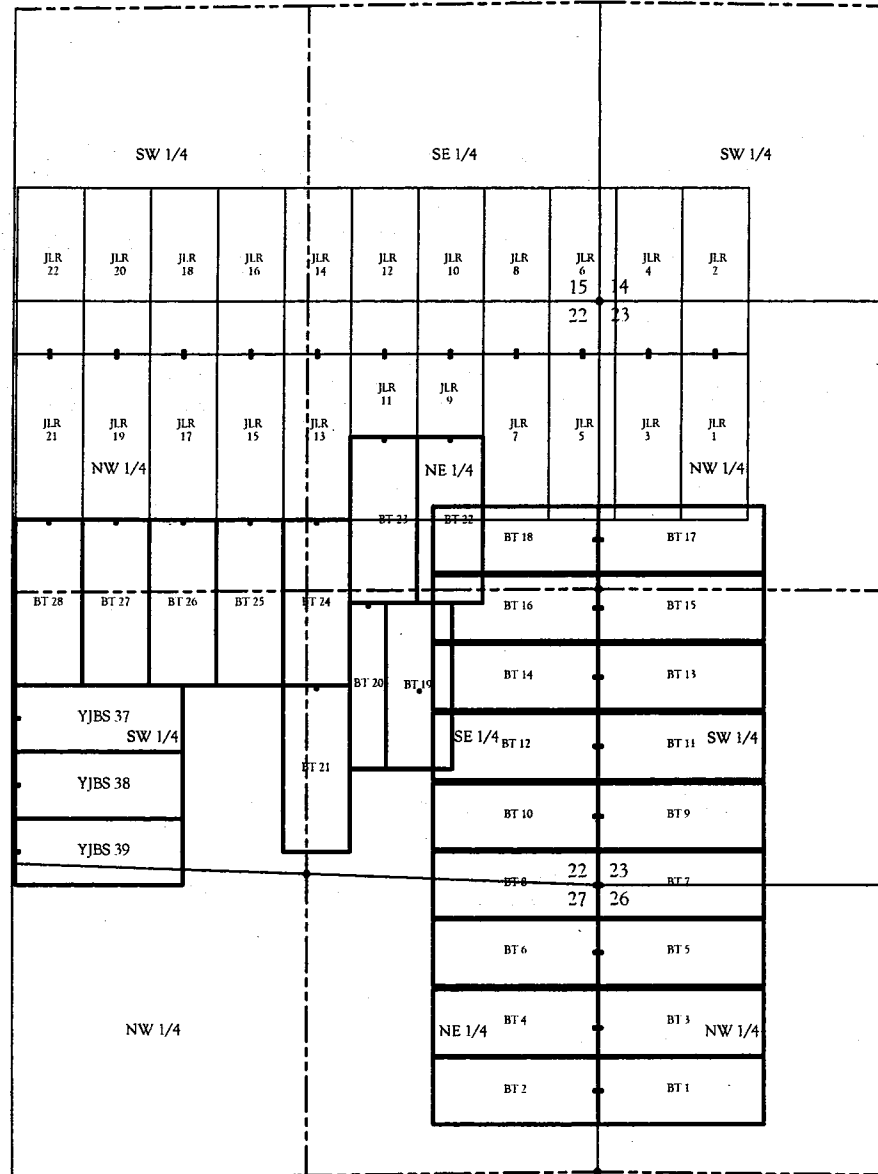 SW 1/4 SE 1/4 SW 1/4
JLR 22 JLR 20 JLR 18 JLR 16 JLR 14 JLR 12 JLR 10 JLR 8 JLR 6 JLR 4 JLR 2
15 14
22 23
JLR 11 JLR 9
JLR 21 JLR 19 JLR 17 JLR 15 JLR 13 JLR 7 JLR 5 JLR 3 JLR 1
NW 1/4 NE 1/4 NW 1/4
BT 23 BT 22
BT 18 BT 17
BT 28 BT 27 BT 26 BT 25 BT 24 BT 16 BT 15
BT 20 BT 19 BT 14 BT 13
YJBS 37
SW 1/4 SE 1/4 BT 12 BT 11 SW 1/4
BT 21
YJBS 38
BT 10 BT 9
YJBS 39
22 23
BT 8 BT 7
27 26
BT 6 BT 5
NW 1/4 NE 1/4 BT 4 BT 3 NW 1/4
BT 2 BT 1